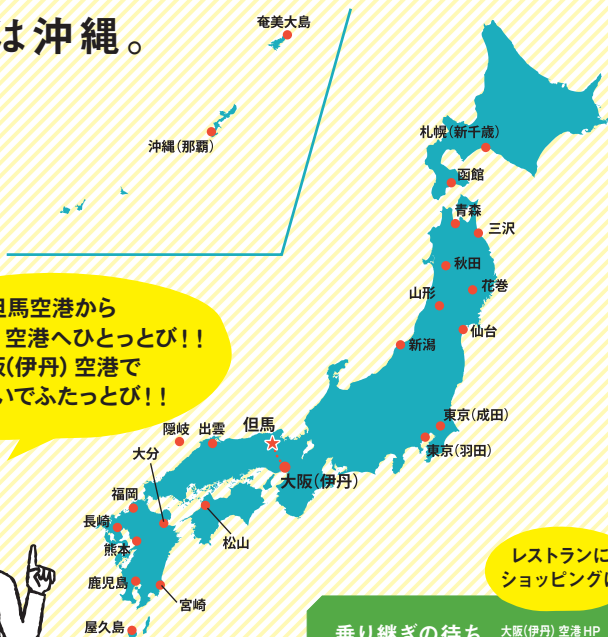 は沖縄。
奄美大島
沖縄(那覇)
札幌(新千歳)
函館
青森
三沢
秋田
花巻
山形
仙台
新潟
但馬空港から
空港へひとっとび!!
阪(伊丹)空港で
いでふたっとび!!
東京(成田)
東京(羽田)
隠岐 出雲 但馬
大分
大阪(伊丹)
福岡
長崎
熊本
松山
鹿児島
宮崎
屋久島
レストランに
ショッピングに
乗り継ぎの待ち 大阪(伊丹)空港HP